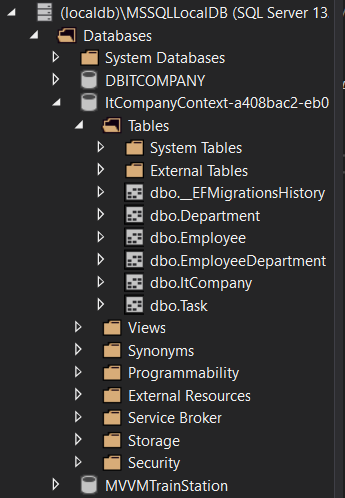 (localdb)\MSSQLLocalDB (SQL Server 13.
Databases
System Databases
DBITCOMPANY
ItCompanyContext-a408bac2-eb0
Tables
System Tables
External Tables
dbo.__EFMigrationsHistory
dbo.Department
dbo.Employee
dbo.EmployeeDepartment
dbo.ItCompany
dbo.Task
Views
Synonyms
Programmability
External Resources
Service Broker
Storage
Security
MVVMTrainStation